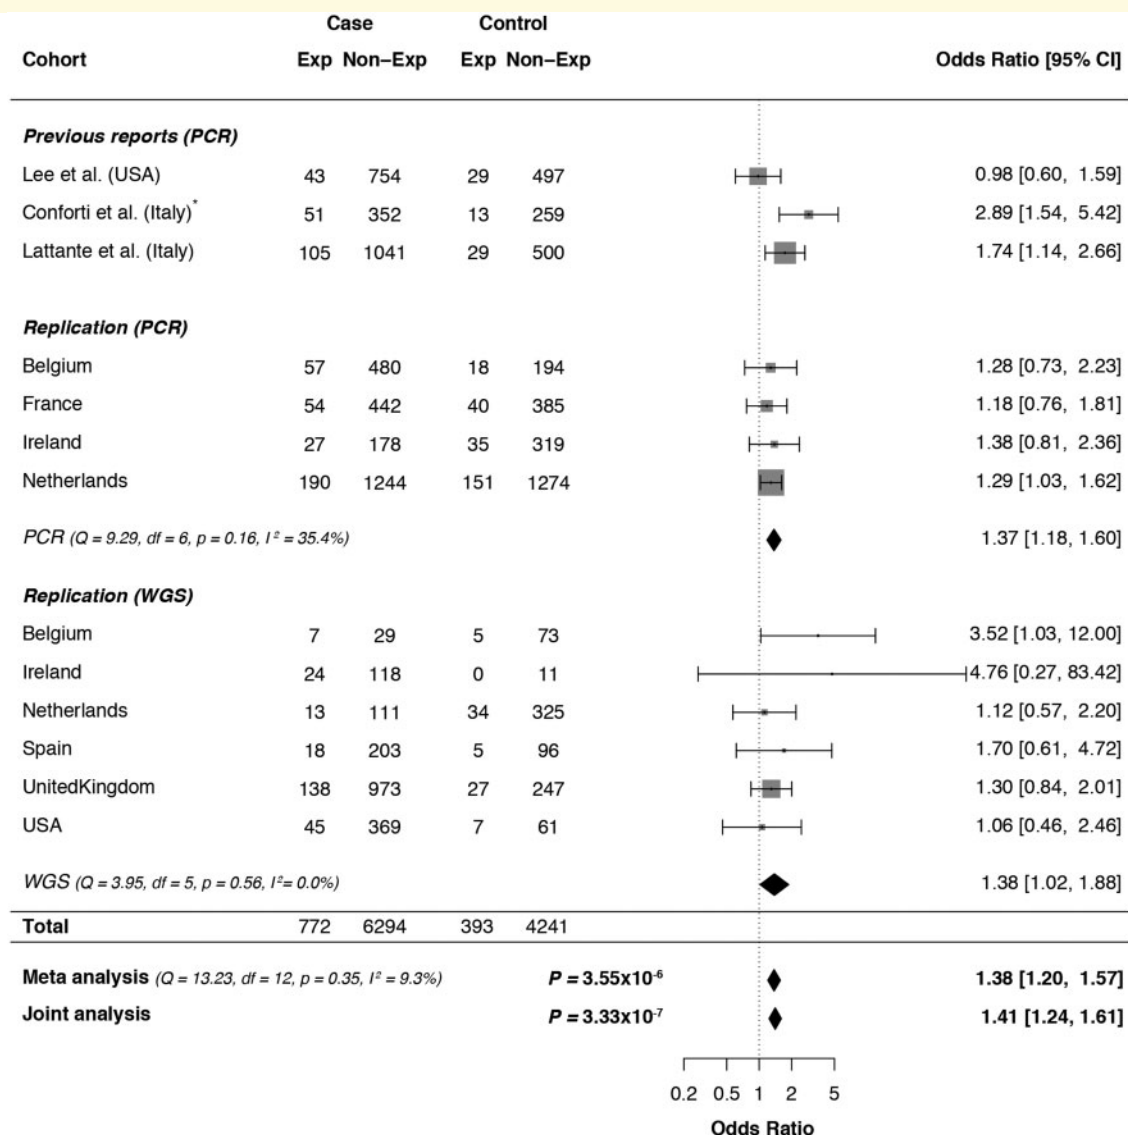 Case Control
Cohort Exp Non–Exp Exp Non–Exp Odds Ratio [95% CI]
Previous reports (PCR)
Lee et al. (USA) 43 754 29 497 0.98 [0.60, 1.59]
Conforti et al. (Italy)* 51 352 13 259 2.89 [1.54, 5.42]
Lattante et al. (Italy) 105 1041 29 500 1.74 [1.14, 2.66]
Replication (PCR)
Belgium 57 480 18 194 1.28 [0.73, 2.23]
France 54 442 40 385 1.18 [0.76, 1.81]
Ireland 27 178 35 319 1.38 [0.81, 2.36]
Netherlands 190 1244 151 1274 1.29 [1.03, 1.62]
PCR (Q = 9.29, df = 6, p = 0.16, I² = 35.4%) 1.37 [1.18, 1.60]
Replication (WGS)
Belgium 7 29 5 73 3.52 [1.03, 12.00]
Ireland 24 118 0 11 4.76 [0.27, 83.42]
Netherlands 13 111 34 325 1.12 [0.57, 2.20]
Spain 18 203 5 96 1.70 [0.61, 4.72]
UnitedKingdom 138 973 27 247 1.30 [0.84, 2.01]
USA 45 369 7 61 1.06 [0.46, 2.46]
WGS (Q = 3.95, df = 5, p = 0.56, I²= 0.0%) 1.38 [1.02, 1.88]
Total 772 6294 393 4241
Meta analysis (Q = 13.23, df = 12, p = 0.35, I² = 9.3%) P = 3.55x10⁻⁶ 1.38 [1.20, 1.57]
Joint analysis P = 3.33x10⁻⁷ 1.41 [1.24, 1.61]
0.2 0.5 1 2 5
Odds Ratio